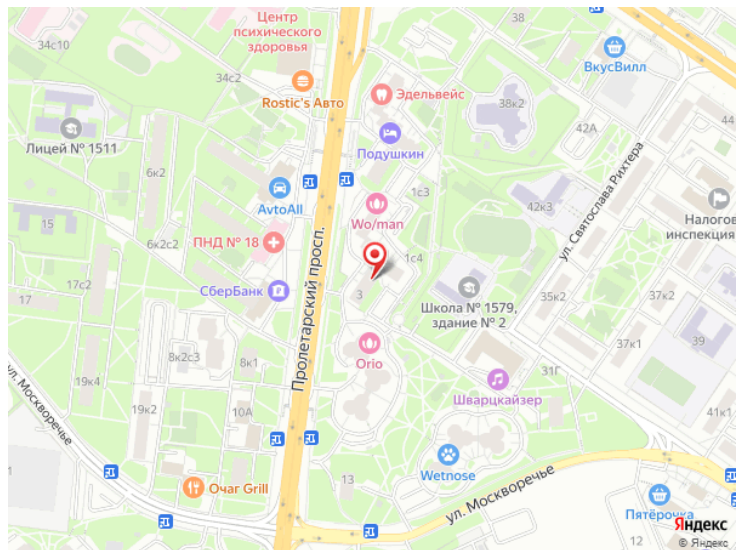 38
34с10
Центр
психического
здоровья
ВкусВилл
34с2
Rostic's Авто
Эдельвейс
38к2
42А
44
Лицей № 1511
Подушкин
6к2
1с3
AvtoAll
Wo/man
42к3
ул. Святослава Рихтера
Налогов
инспекция
15
6к2с2
ПНД № 18
Пролетарский просп.
1с4
СберБанк
3
Школа № 1579,
здание № 2
35к2
37к2
37к1
39
8к2с3
8к1
Orio
31Г
ул. Москворечье
19к4
19к2
10А
Шварцкайзер
41к1
Wetnose
Очаг Grill
13
ул. Москворечье
Пятёрочка
12
Яндекс
© Яндекс